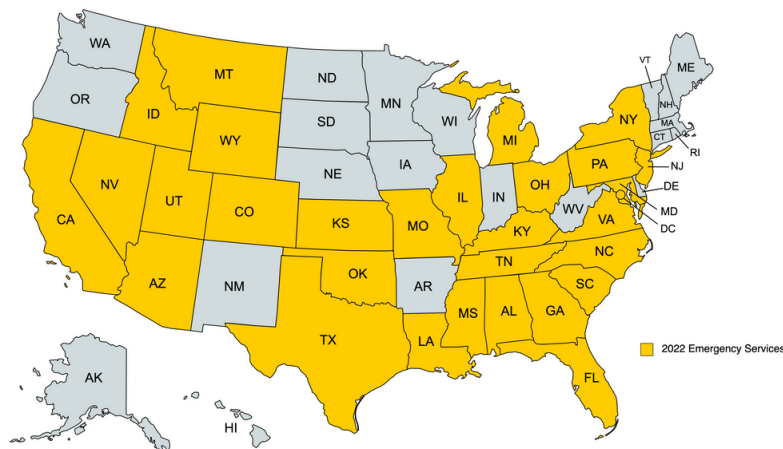 WA
MT
ND
MN
VT
ME
OR
ID
SD
WI
NH
WY
MI
NY
MA
CT
RI
NE
IA
PA
NJ
NV
UT
IL
IN
OH
DE
CA
CO
KS
MO
WV
MD
VA
KY
DC
AZ
NM
OK
AR
TN
NC
SC
TX
LA
MS
AL
GA
2022 Emergency Services
AK
FL
HI